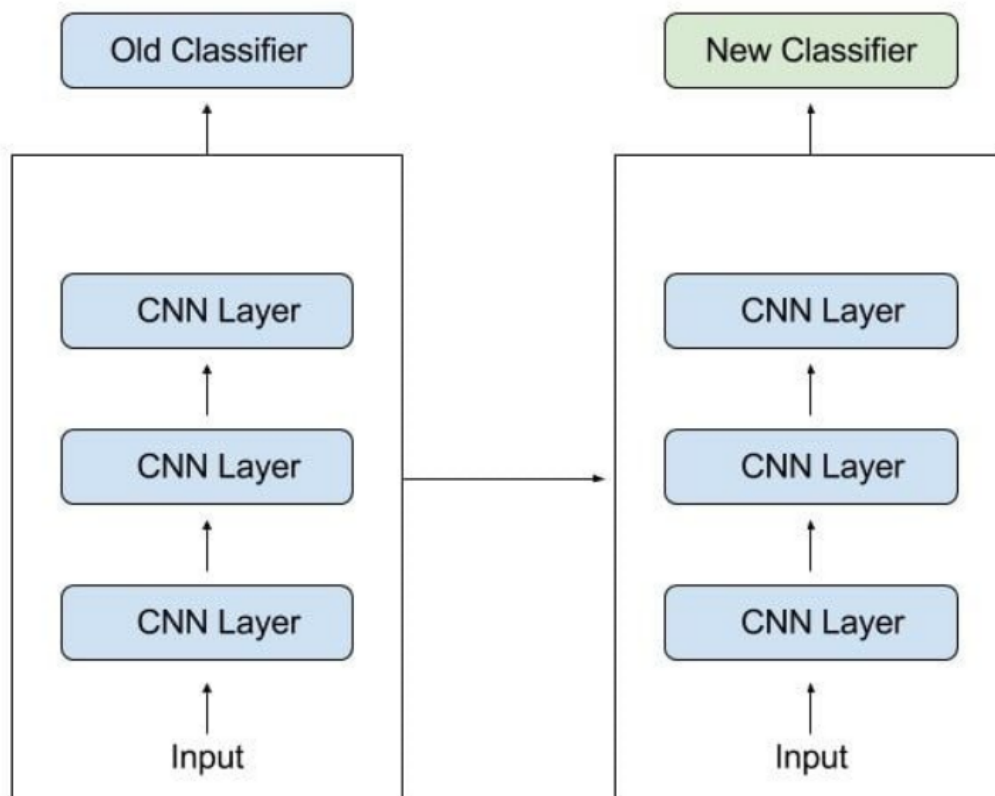 Old Classifier
CNN Layer
CNN Layer
CNN Layer
Input
New Classifier
CNN Layer
CNN Layer
CNN Layer
Input